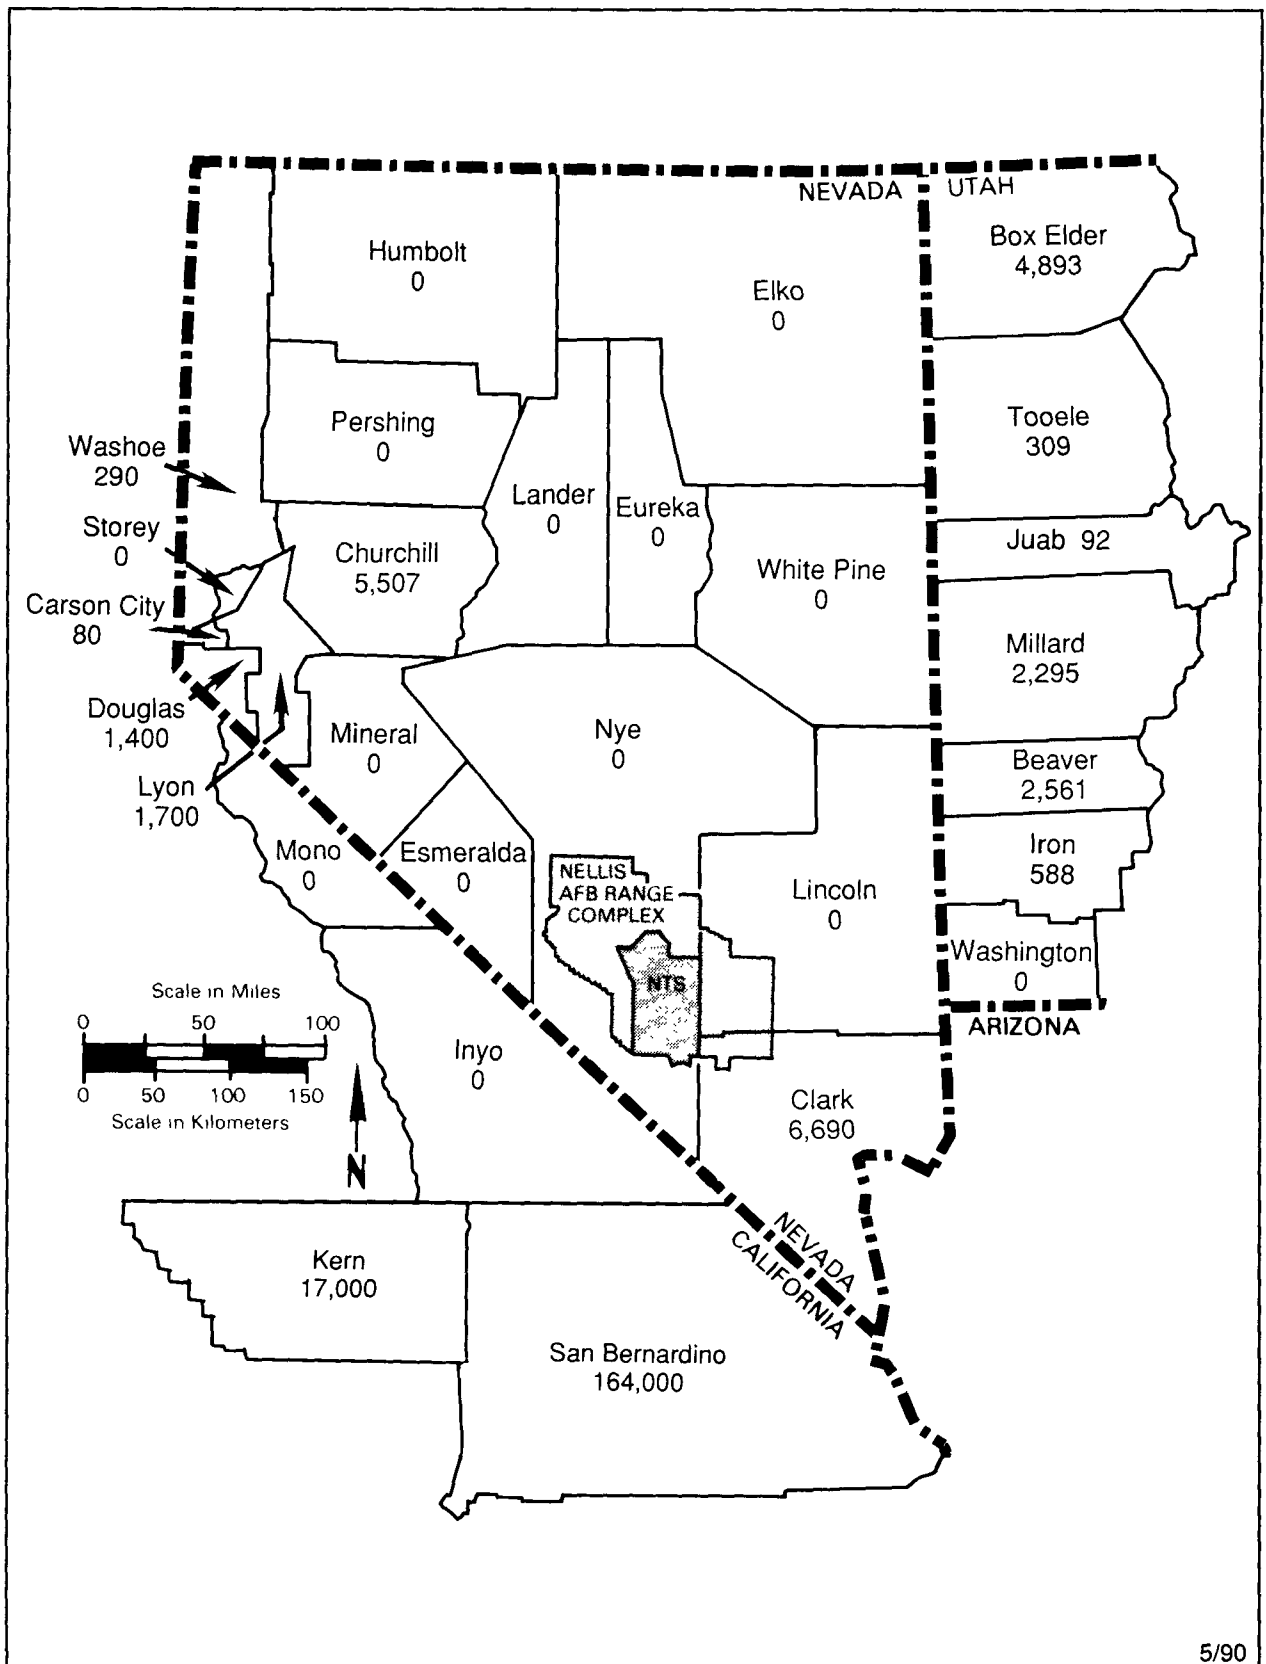 NEVADA
UTAH
Humbolt
0
Elko
0
Box Elder
4,893
Pershing
0
Tooele
309
Washoe
290
Lander
0
Eureka
0
Storey
0
Churchill
5,507
White Pine
0
Juab 92
Carson City
80
Millard
2,295
Douglas
1,400
Mineral
0
Nye
0
Beaver
2,561
Lyon
1,700
Mono
0
Esmeralda
0
NELLIS
AFB RANGE
COMPLEX
Lincoln
0
Iron
588
Washington
0
NTS
ARIZONA
Scale in Miles
0 50 100
0 50 100 150
Scale in Kilometers
N
Inyo
0
Clark
6,690
NEVADA
CALIFORNIA
Kern
17,000
San Bernardino
164,000
5/90